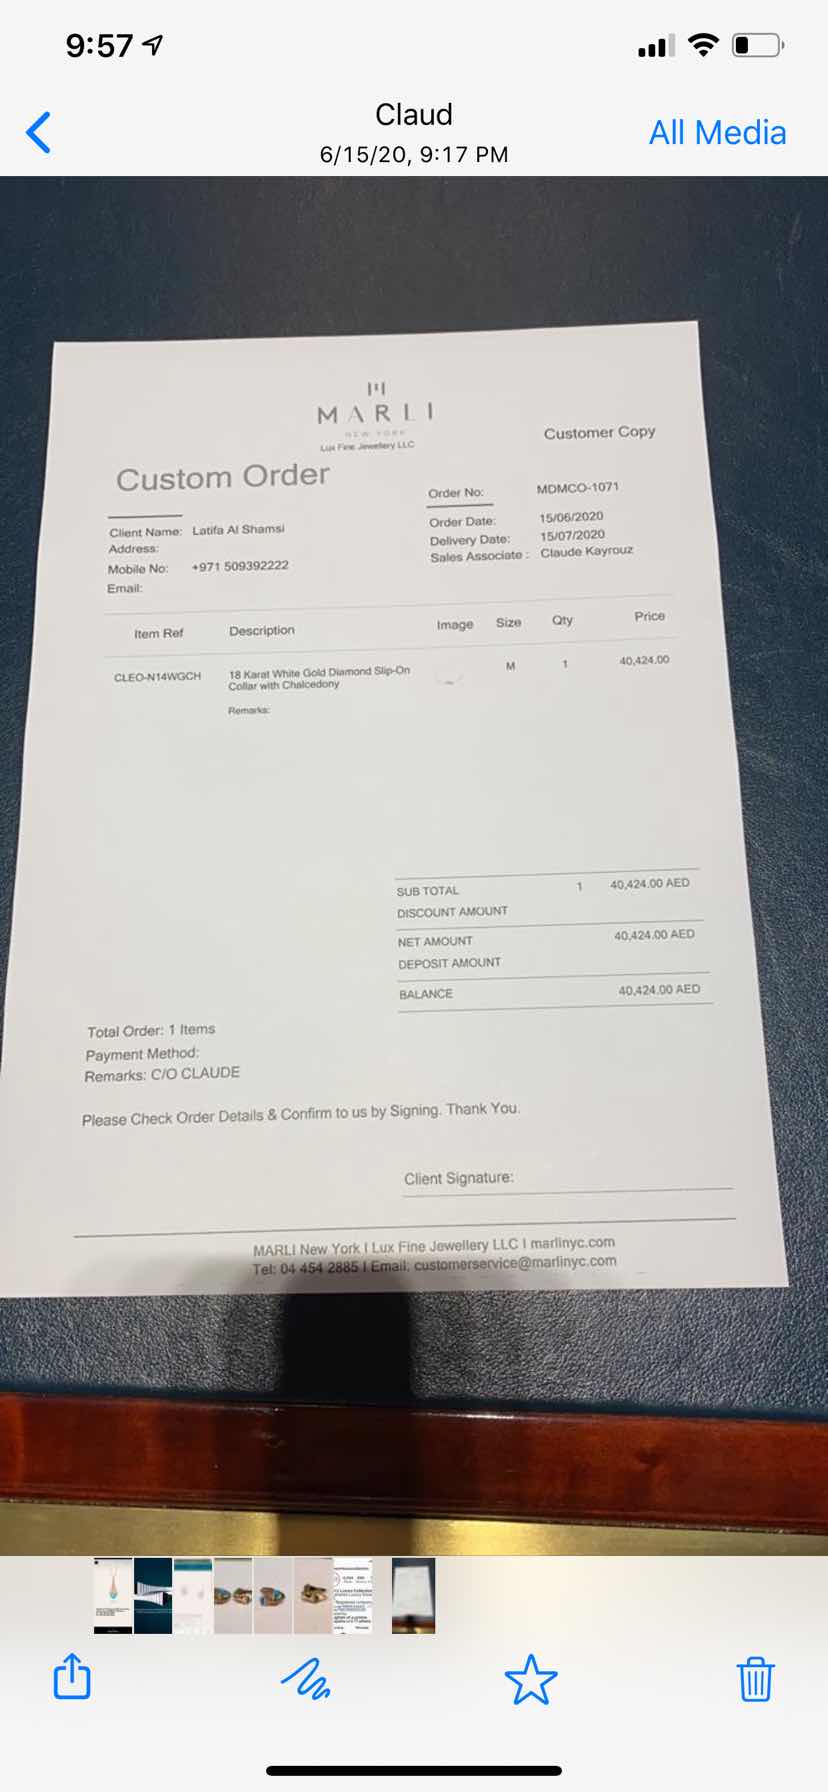 9:57
Claud
6/15/20, 9:17 PM
All Media
MARLI
NEW YORK
Lux Fine Jewellery LLC
Customer Copy
Custom Order
Order No: MDMCO-1071
Client Name: Latifa Al Shamsi
Order Date: 15/06/2020
Address:
Delivery Date: 15/07/2020
Mobile No: +971 509392222
Sales Associate : Claude Kayrouz
Email:
Item Ref Description Image Size Qty Price
CLEO-N14WGCH 18 Karat White Gold Diamond Slip-On M 1 40,424.00
Collar with Chalcedony
Remarks:
SUB TOTAL 1 40,424.00 AED
DISCOUNT AMOUNT
NET AMOUNT 40,424.00 AED
DEPOSIT AMOUNT
BALANCE 40,424.00 AED
Total Order: 1 Items
Payment Method:
Remarks: C/O CLAUDE
Please Check Order Details & Confirm to us by Signing. Thank You.
Client Signature:
MARLI New York I Lux Fine Jewellery LLC I marlinyc.com
Tel: 04 454 2885 I Email: customerservice@marlinyc.com